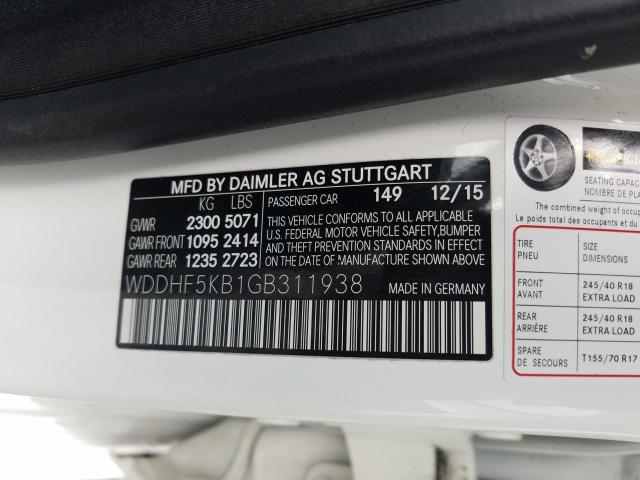 MFD BY DAIMLER AG STUTTGART
KG LBS
GVWR 2300 5071
GAWR FRONT 1095 2414
GAWR REAR 1235 2723
PASSENGER CAR 149 12/15
THIS VEHICLE CONFORMS TO ALL APPLICABLE
U.S. FEDERAL MOTOR VEHICLE SAFETY,BUMPER
AND THEFT PREVENTION STANDARDS IN EFFECT
ON THE DATE OF MANUFACTURE SHOWN ABOVE
WDDHF5KB1GB311938 MADE IN GERMANY
SEATING
NOMBRE DE
The combined weight of
Le poids total des occupants et du
TIRE SIZE
PNEU DIMENSIONS
FRONT 245/40 R18
AVANT EXTRA LOAD
REAR 245/40 R18
ARRIÈRE EXTRA LOAD
SPARE T155/70 R17
DE SECOURS